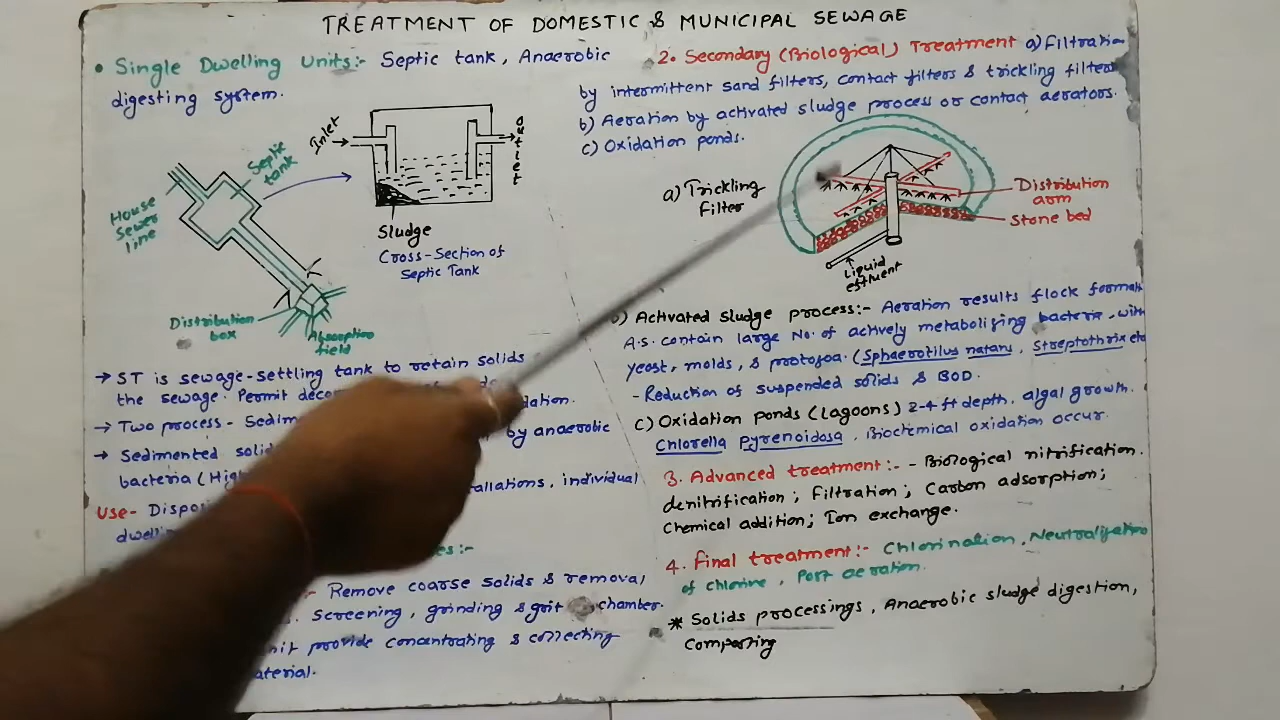 TREATMENT OF DOMESTIC & MUNICIPAL SEWAGE
• Single Dwelling Units:- Septic tank, Anaerobic
digesting system.
Inlet
outlet
Septic
tank
House
Sewer
line
Sludge
Cross-Section of
Septic Tank
Distribution
box
Absorption
field
→ ST is sewage-settling tank to retain solids
the sewage. Permit
→ Two process -
by anaerobic
→ Sedimented
bacteria
individual
Use-
Remove coarse solids & removal
screening, grinding & grit chamber.
provide concantrating & collecting
2. Secondary (Biological) Treatment a) Filtration
by intermittent sand filters, contact filters & trickling filters
b) Aeration by activated sludge process or contact aerators.
c) Oxidation ponds.
a) Trickling
Filter
Distribution
arm
Stone bed
Liquid
effluent
b) Activated sludge process:- Aeration results flock format
A.S. contain large No. of actively metabolizing bacteria, with
yeast, molds, & protozoa. (Sphaerotilus natans, Streptothrix etc
- Reduction of suspended solids & BOD.
c) Oxidation ponds (lagoons) 2-4 ft depth, algal growth.
Chlorella pyrenoidosa, Biochemical oxidation occur.
3. Advanced treatment:- - Biological nitrification.
denitrification; Filtration; Carbon adsorption;
Chemical addition; Ion exchange.
4. Final treatment:- Chlorination, Neutralization
of chlorine, Post aeration.
* Solids processings, Anaerobic sludge digestion,
Composting